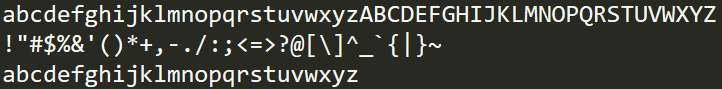 abcdefghijklmnopqrstuvwxyzABCDEFGHIJKLMNOPQRSTUVWXYZ
!"#$%&'()*+,-./:;<=>?@[\]^_`{|}~
abcdefghijklmnopqrstuvwxyz